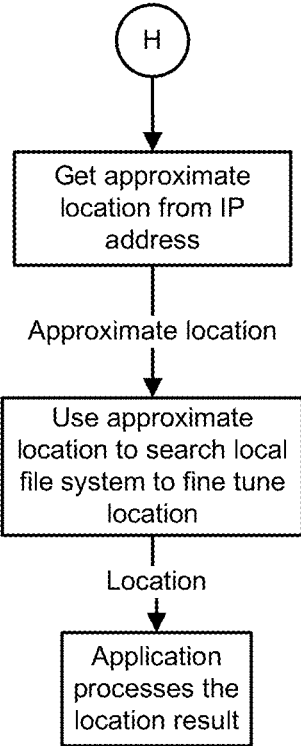 H
Get approximate
location from IP
address
Approximate location
Use approximate
location to search local
file system to fine tune
location
Location
Application
processes the
location result